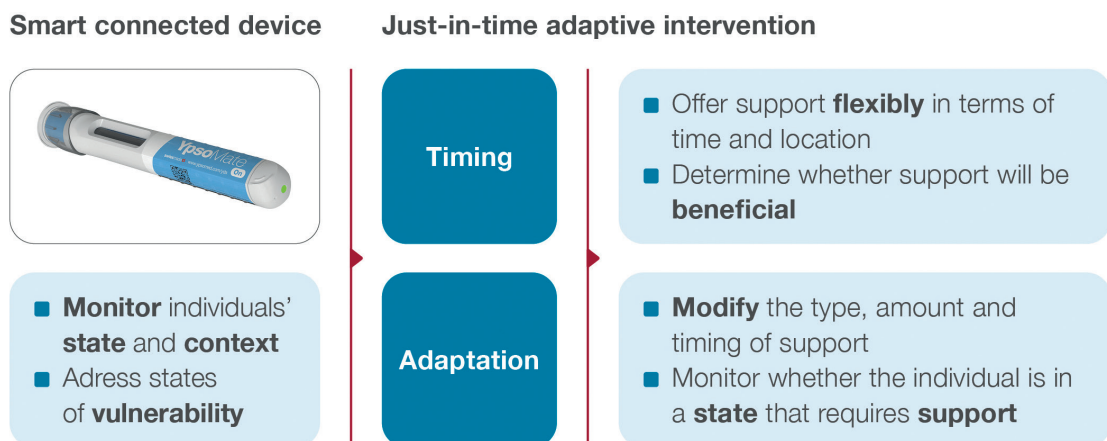 Smart connected device
Just-in-time adaptive intervention
YpsoMate
On
Monitor individuals’
state and context
Adress states
of vulnerability
Timing
Adaptation
Offer support flexibly in terms of
time and location
Determine whether support will be
beneficial
Modify the type, amount and
timing of support
Monitor whether the individual is in
a state that requires support